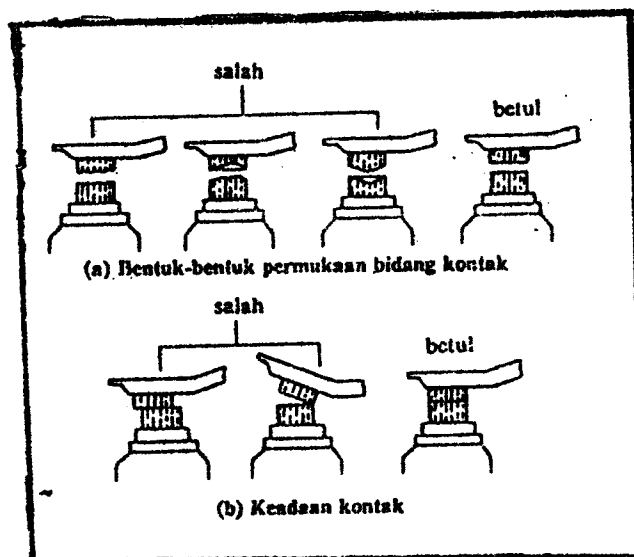 salah
betul
(a) Bentuk-bentuk permukaan bidang kontak
salah
betul
(b) Keadaan kontak